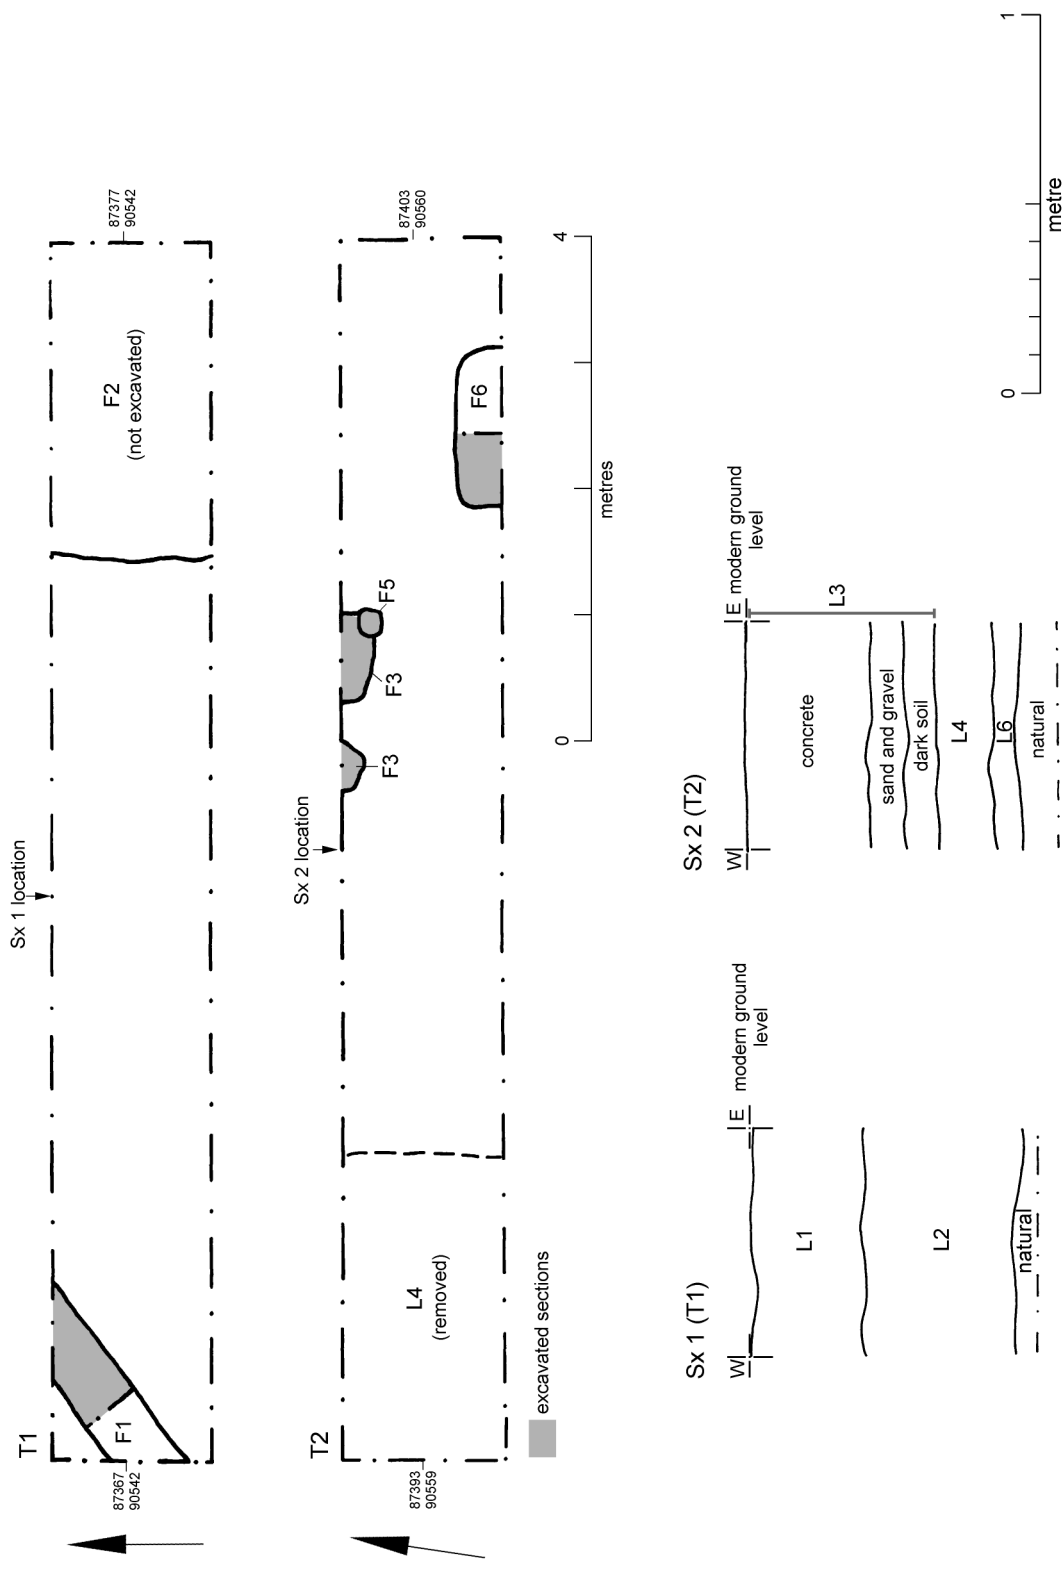 T1
87367
90542
F1
Sx 1 location
F2
(not excavated)
87377
90542
T2
87393
90559
L4
(removed)
Sx 2 location
F3
F3
F5
F6
87403
90560
excavated sections
0
4
metres
Sx 1 (T1)
W
E
modern ground
level
L1
L2
natural
Sx 2 (T2)
W
E
modern ground
level
concrete
sand and gravel
dark soil
L3
L4
L6
natural
0
1
metre